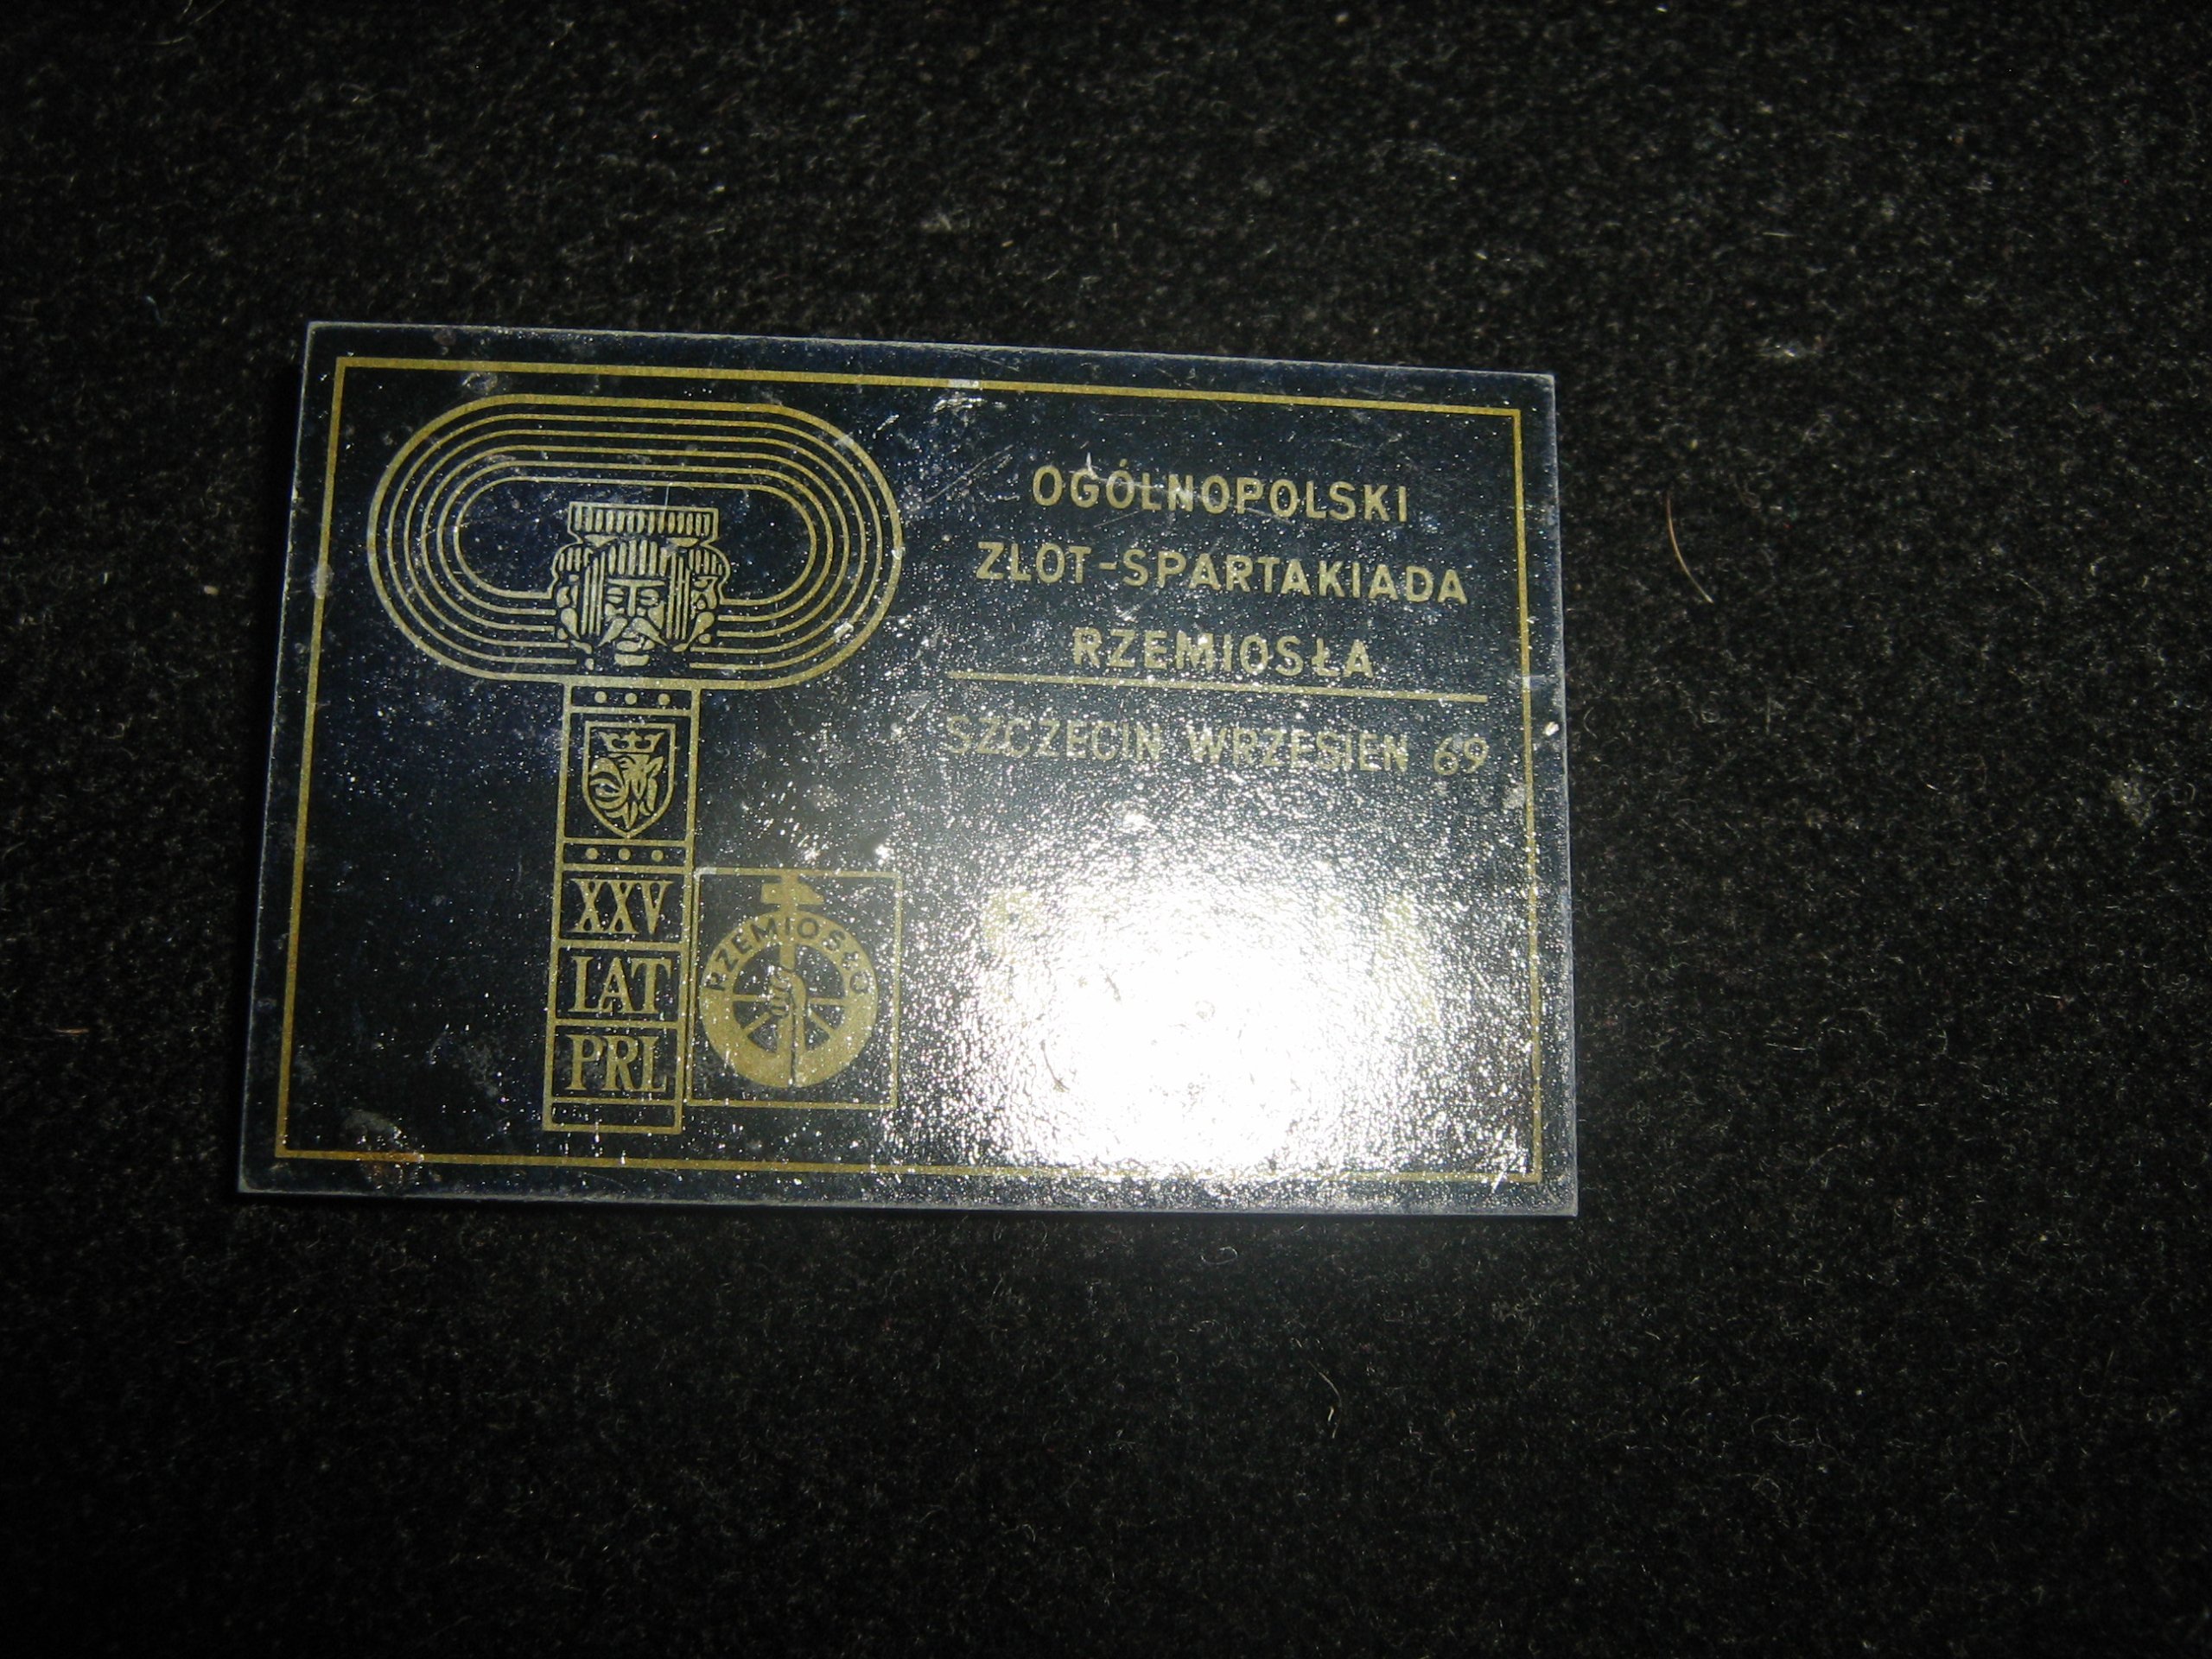 OGÓLNOPOLSKI
ZLOT-SPARTAKIADA
RZEMIOSŁA
SZCZECIN WRZESIEŃ 69
XXV
LAT
PRL
RZEMIOSŁO